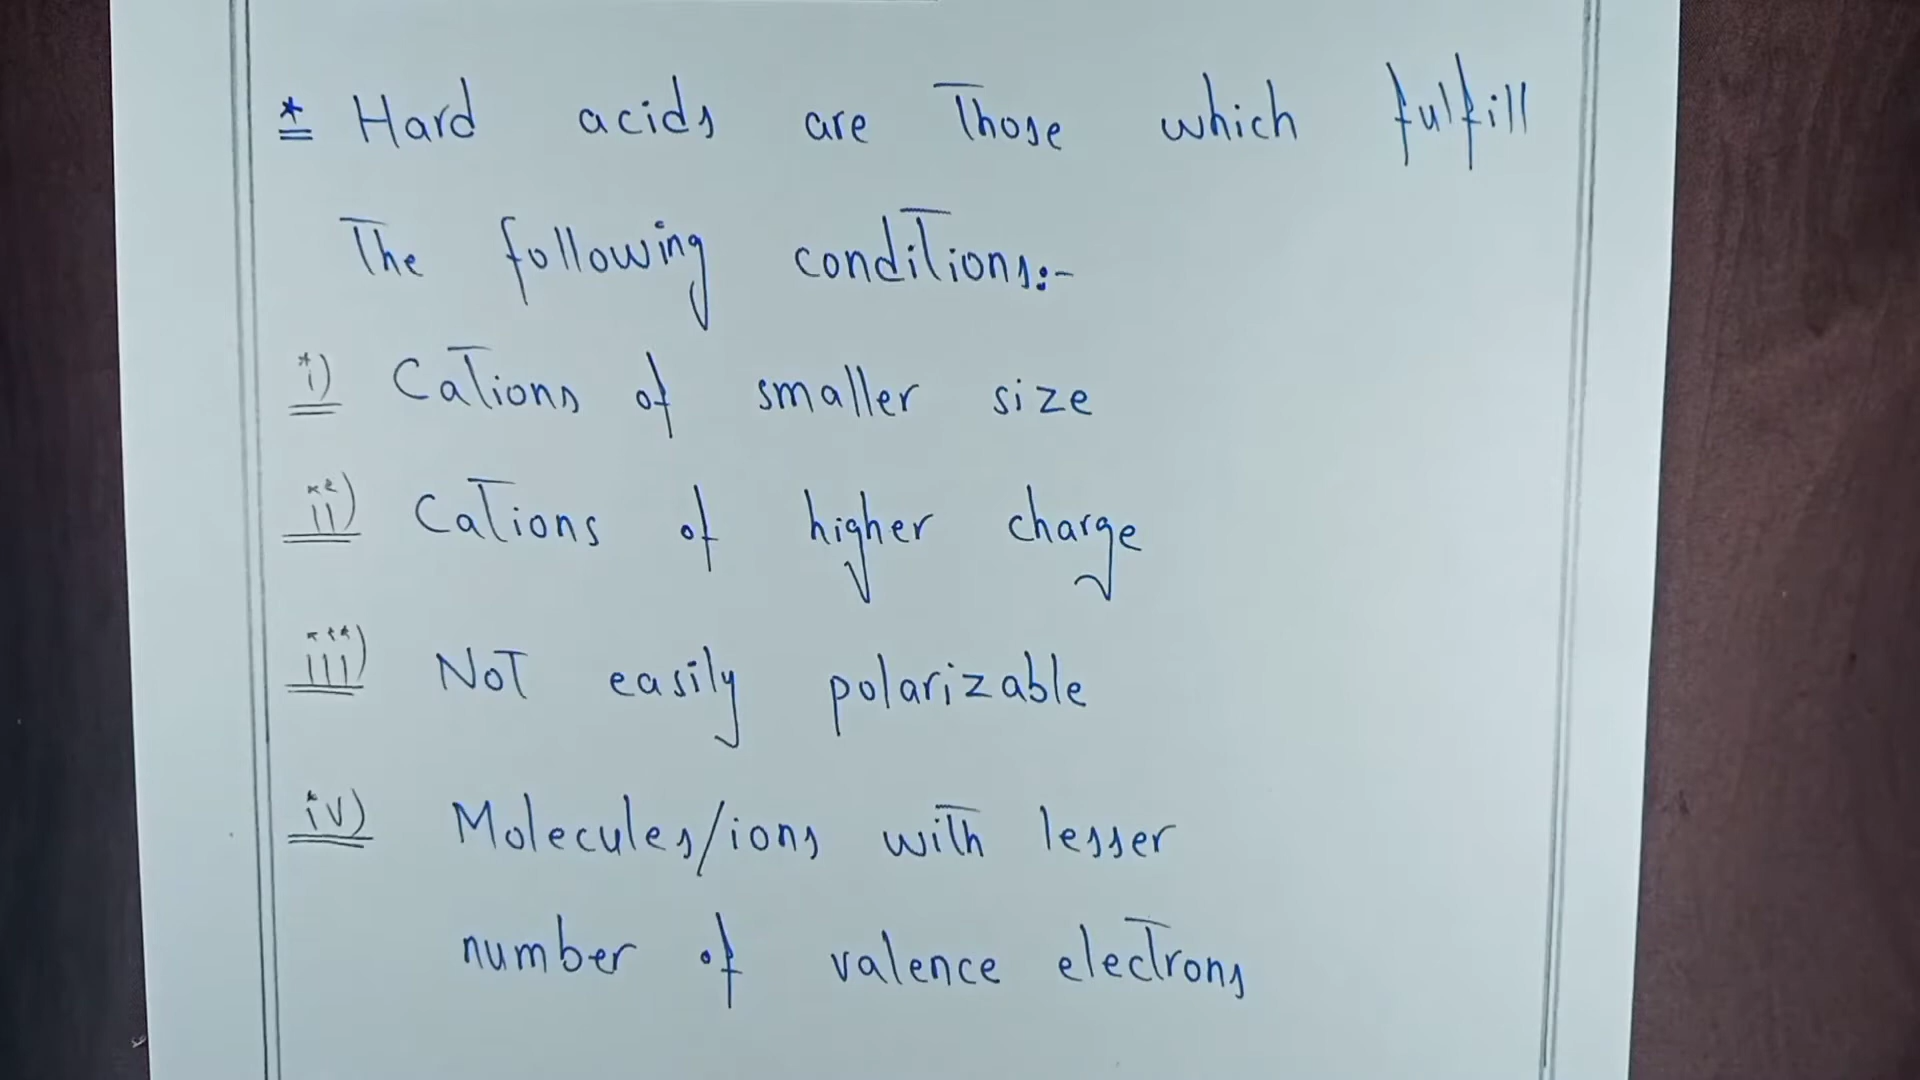 * Hard acids are Those which fulfill
The following conditions:-
i) Cations of smaller size
ii) Cations of higher charge
iii) Not easily polarizable
iv) Molecules/ions with lesser
number of valence electrons